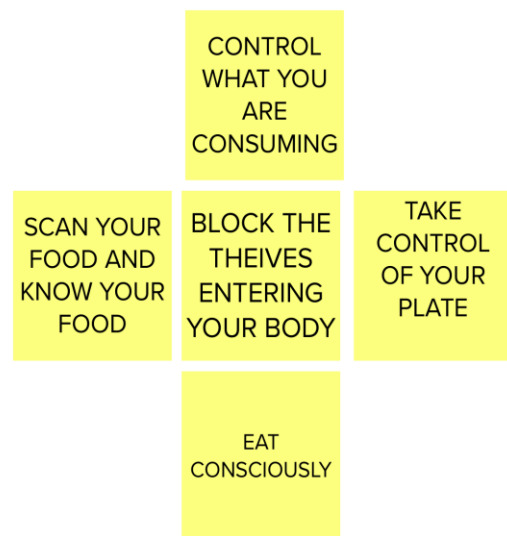 CONTROL
WHAT YOU
ARE
CONSUMING
SCAN YOUR
FOOD AND
KNOW YOUR
FOOD
BLOCK THE
THEIVES
ENTERING
YOUR BODY
TAKE
CONTROL
OF YOUR
PLATE
EAT
CONSCIOUSLY